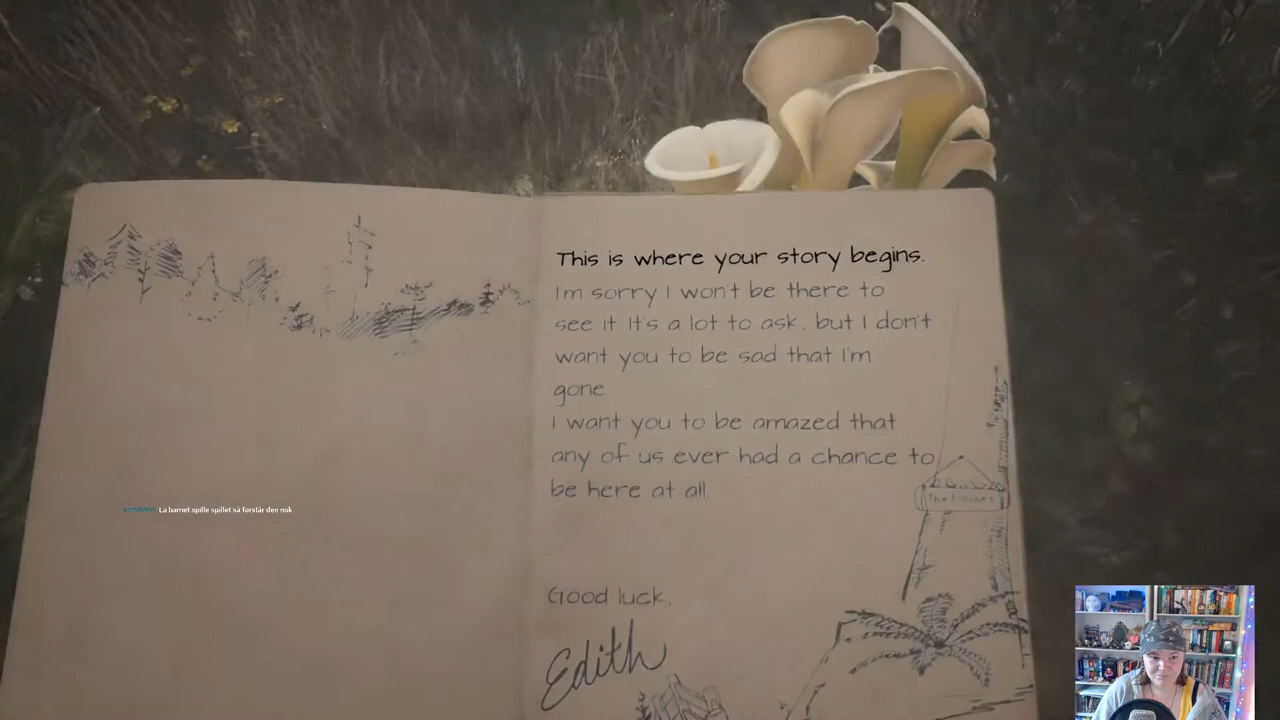 This is where your story begins.
I'm sorry I won't be there to
see it It's a lot to ask, but I don't
want you to be sad that I'm
gone
I want you to be amazed that
any of us ever had a chance to
be here at all
La barnet spille spillet så forstår den nok
Good luck,
Edith